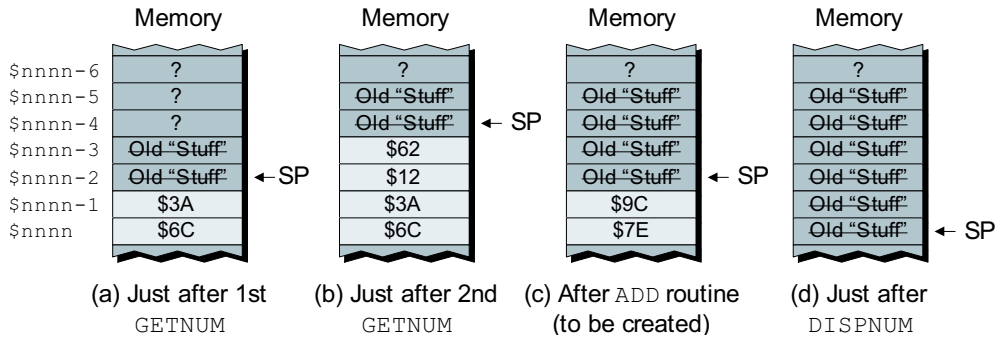 Memory Memory Memory Memory
$nnnn-6 ? ? ? ?
$nnnn-5 ? Old “Stuff” Old “Stuff” Old “Stuff”
$nnnn-4 ? Old “Stuff” ← SP Old “Stuff” Old “Stuff”
$nnnn-3 Old “Stuff” $62 Old “Stuff” Old “Stuff”
$nnnn-2 Old “Stuff” ← SP $12 Old “Stuff” ← SP Old “Stuff”
$nnnn-1 $3A $3A $9C Old “Stuff”
$nnnn $6C $6C $7E Old “Stuff” ← SP
(a) Just after 1st (b) Just after 2nd (c) After ADD routine (d) Just after
GETNUM GETNUM (to be created) DISPNUM